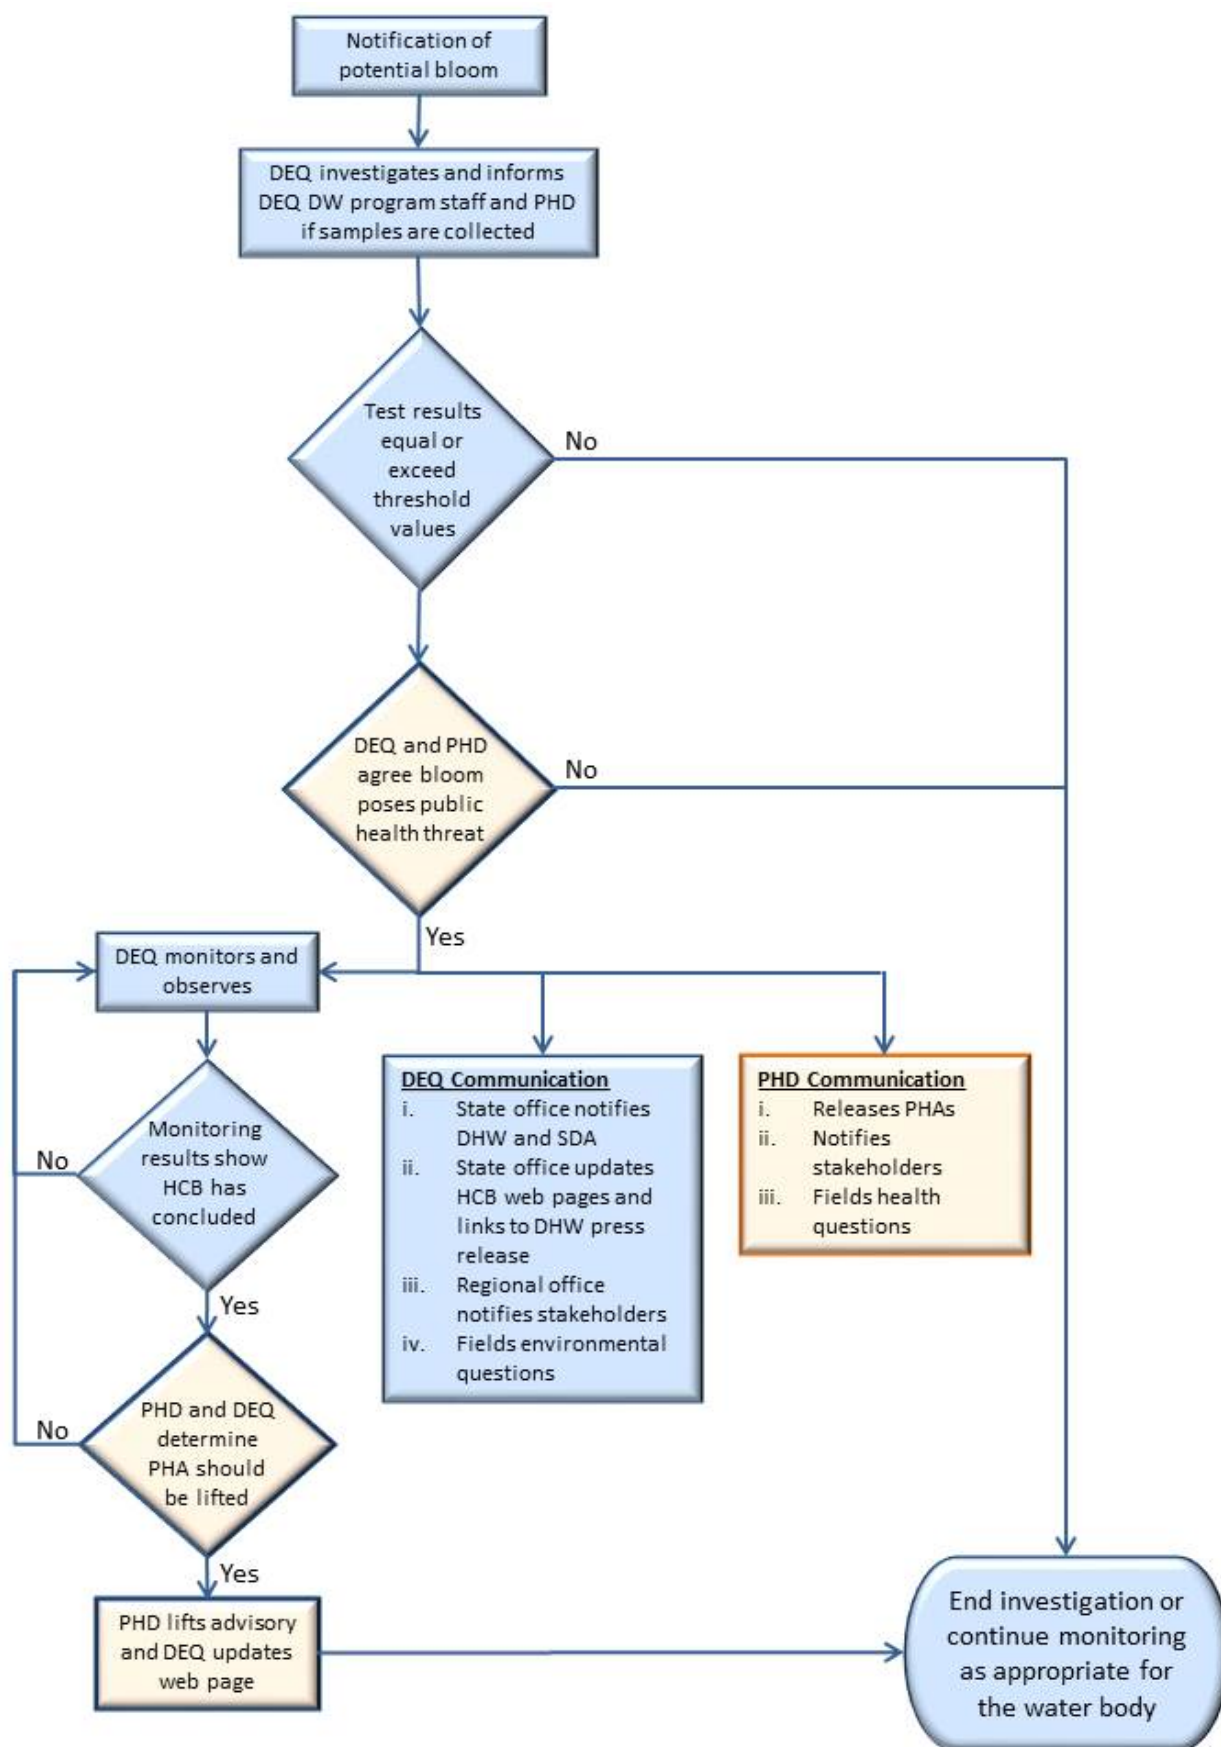 Notification of
potential bloom
DEQ investigates and informs
DEQ DW program staff and PHD
if samples are collected
Test results
equal or
exceed
threshold
values
No
DEQ and PHD
agree bloom
poses public
health threat
No
Yes
DEQ monitors and
observes
DEQ Communication
i. State office notifies
DHW and SDA
ii. State office updates
HCB web pages and
links to DHW press
release
iii. Regional office
notifies stakeholders
iv. Fields environmental
questions
PHD Communication
i. Releases PHAs
ii. Notifies
stakeholders
iii. Fields health
questions
Monitoring
results show
HCB has
concluded
No
Yes
PHD and DEQ
determine
PHA should
be lifted
No
Yes
PHD lifts advisory
and DEQ updates
web page
End investigation or
continue monitoring
as appropriate for
the water body